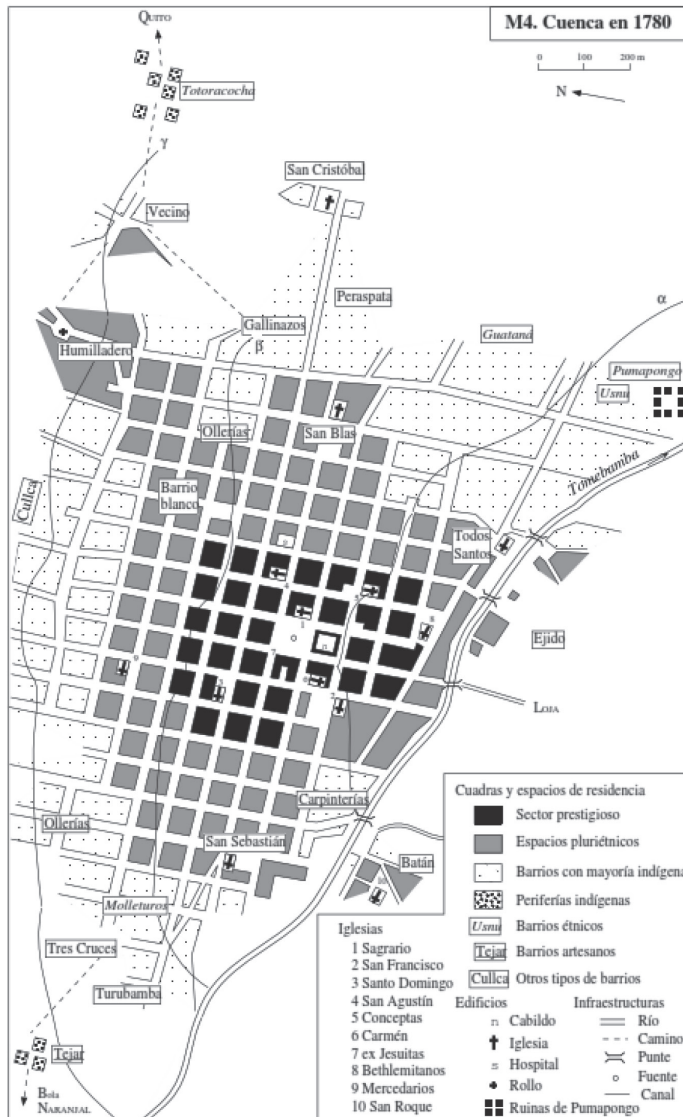 M4. Cuenca en 1780
QUITO
0 100 200 m
N
Totoracocha
γ
San Cristóbal
Vecino
Peraspata
α
Gallinazos
β
Guataná
Humilladero
Pumapongo
Usnu
Ollerías
San Blas
Tomebamba
Cullca
Barrio
blanco
Todos
Santos
Ejido
LOJA
Carpinterías
Ollerías
San Sebastián
Batán
Molleturos
Tres Cruces
Turubamba
Tejar
Bola
NARANJAL
Cuadras y espacios de residencia
Sector prestigioso
Espacios pluriétnicos
Barrios con mayoría indígena
Periferías indígenas
Usnu Barrios étnicos
Tejar Barrios artesanos
Cullca Otros tipos de barrios
Iglesias
1 Sagrario
2 San Francisco
3 Santo Domingo
4 San Agustín
5 Conceptas
6 Carmén
7 ex Jesuitas
8 Bethlemitanos
9 Mercedarios
10 San Roque
Edificios
n Cabildo
Iglesia
s Hospital
Rollo
Ruinas de Pumapongo
Infraestructuras
Río
Camino
Punte
Fuente
Canal